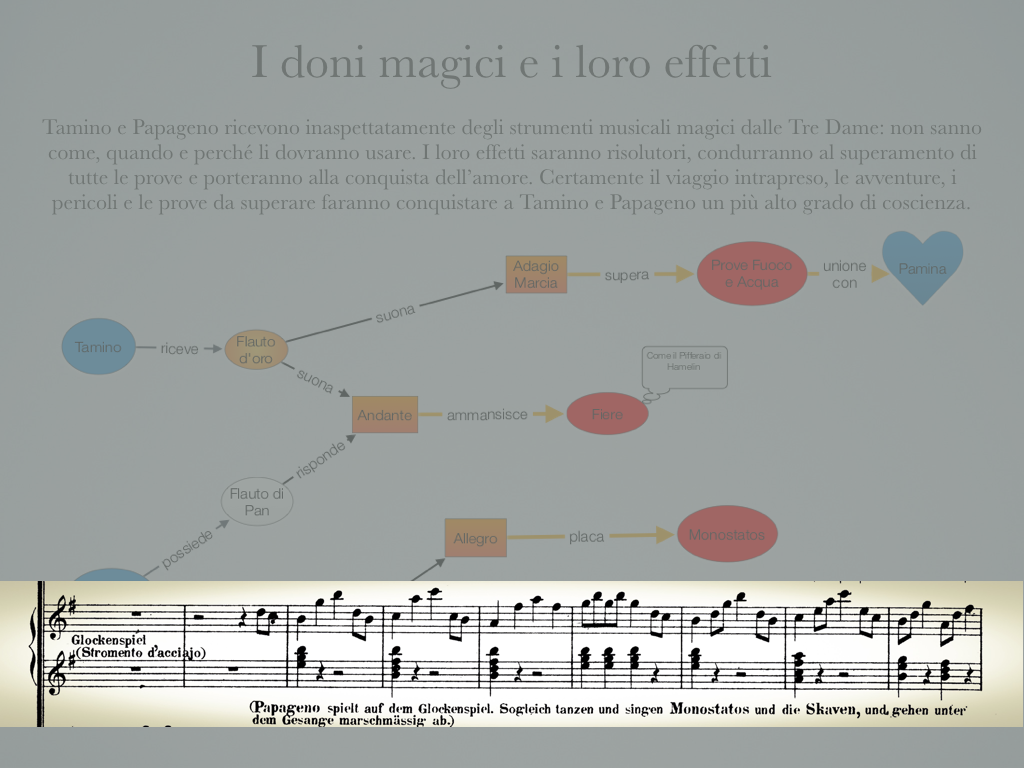 I doni magici e i loro effetti
Tamino e Papageno ricevono inaspettatamente degli strumenti musicali magici dalle Tre Dame: non sanno
come, quando e perché li dovranno usare. I loro effetti saranno risolutori, condurranno al superamento di
tutte le prove e porteranno alla conquista dell'amore. Certamente il viaggio intrapreso, le avventure, i
pericoli e le prove da superare faranno conquistare a Tamino e Papageno un più alto grado di coscienza.
Adagio
Marcia
supera
Prove Fuoco
e Acqua
unione
con
Pamina
suona
Tamino
riceve
Flauto
d'oro
Come il Pifferaio di
Hamelin
suona
Andante
ammansisce
Fiere
risponde
Flauto di
Pan
possiede
Allegro
placa
Monostatos
Glockenspiel
(Stromento d'acciajo)
(Papageno spielt auf dem Glockenspiel. Sogleich tanzen und singen Monostatos und die Skaven, und gehen unter
dem Gesange marschmässig ab.)